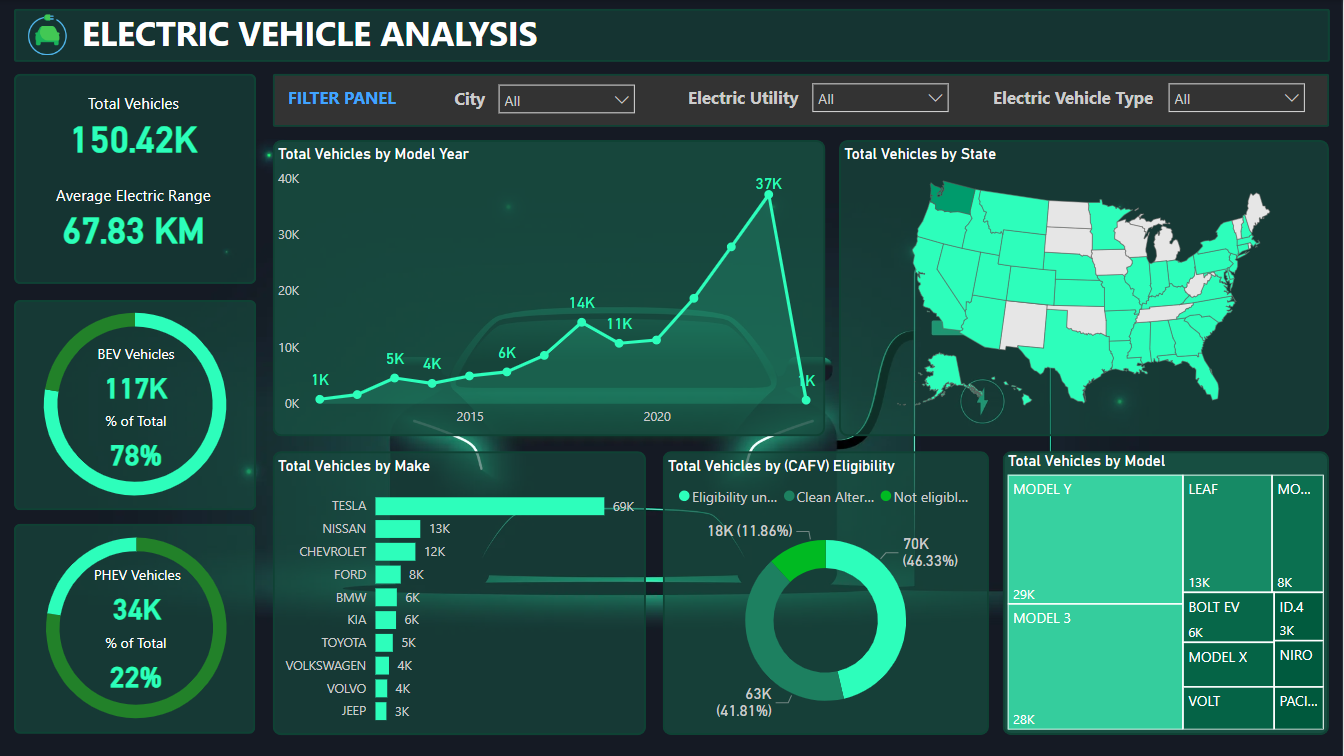 ELECTRIC VEHICLE ANALYSIS
Total Vehicles
150.42K
Average Electric Range
67.83 KM
FILTER PANEL
City
All
Electric Utility
All
Electric Vehicle Type
All
BEV Vehicles
117K
% of Total
78%
PHEV Vehicles
34K
% of Total
22%
Total Vehicles by Model Year
40K
30K
20K
10K
0K
1K
5K
4K
6K
14K
11K
37K
1K
2015
2020
Total Vehicles by State
Total Vehicles by Make
TESLA 69K
NISSAN 13K
CHEVROLET 12K
FORD 8K
BMW 6K
KIA 6K
TOYOTA 5K
VOLKSWAGEN 4K
VOLVO 4K
JEEP 3K
Total Vehicles by (CAFV) Eligibility
Eligibility un... Clean Alter... Not eligibl...
18K (11.86%)
70K
(46.33%)
63K
(41.81%)
Total Vehicles by Model
MODEL Y
29K
MODEL 3
28K
LEAF
13K
MO...
8K
BOLT EV
6K
ID.4
3K
MODEL X
NIRO
VOLT
PACI...